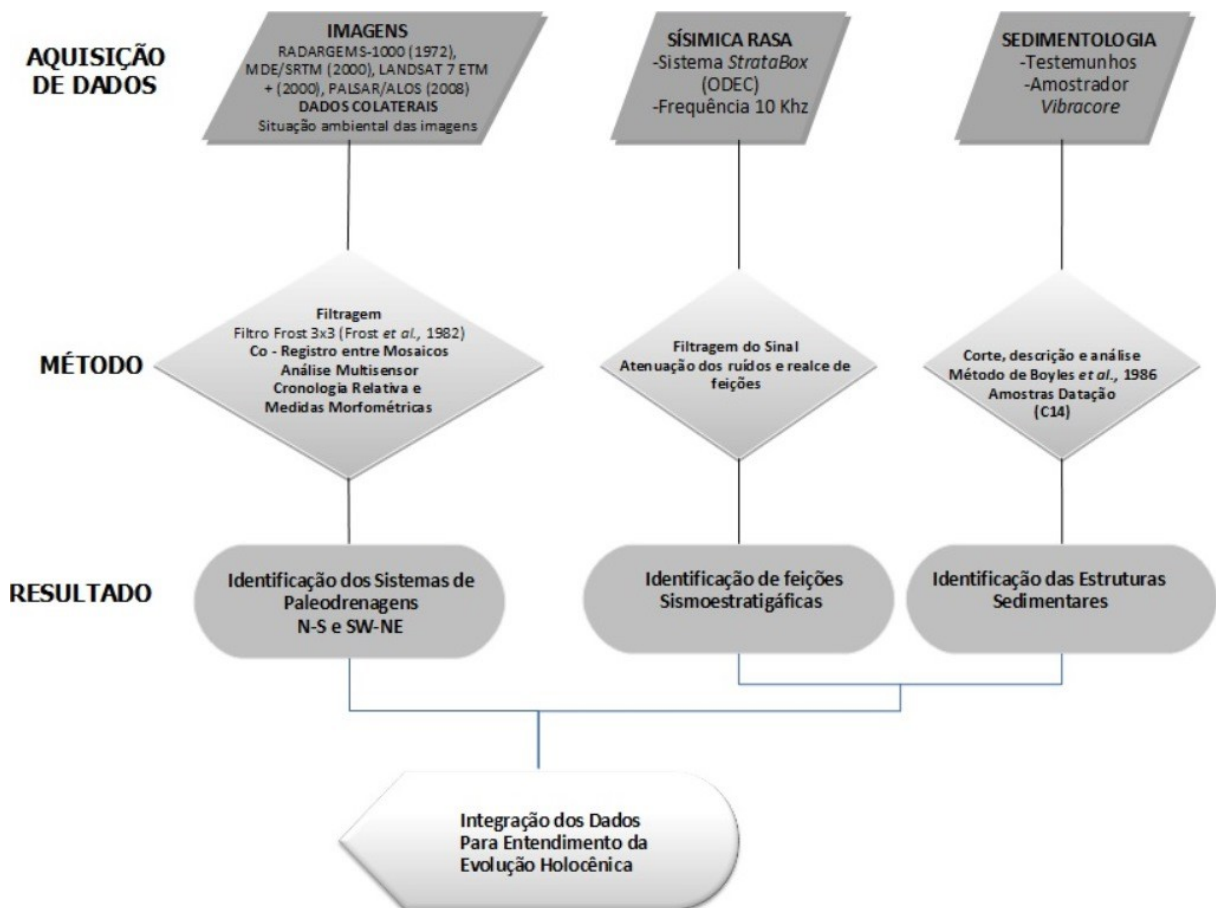 AQUISIÇÃO
DE DADOS
IMAGENS
RADARGEMS-1000 (1972),
MDE/SRTM (2000), LANDSAT 7 ETM
+ (2000), PALSAR/ALOS (2008)
DADOS COLATERAIS
Situação ambiental das imagens
SÍSIMICA RASA
-Sistema StrataBox
(ODEC)
-Frequência 10 Khz
SEDIMENTOLOGIA
-Testemunhos
-Amostrador
Vibracore
MÉTODO
Filtragem
Filtro Frost 3x3 (Frost et al., 1982)
Co - Registro entre Mosaicos
Análise Multisensor
Cronologia Relativa e
Medidas Morfométricas
Filtragem do Sinal
Atenuação dos ruídos e realce de
feições
Corte, descrição e análise
Método de Boyles et al., 1986
Amostras Datação
(C14)
RESULTADO
Identificação dos Sistemas de
Paleodrenagens
N-S e SW-NE
Identificação de feições
Sismoestratigáficas
Identificação das Estruturas
Sedimentares
Integração dos Dados
Para Entendimento da
Evolução Holocênica